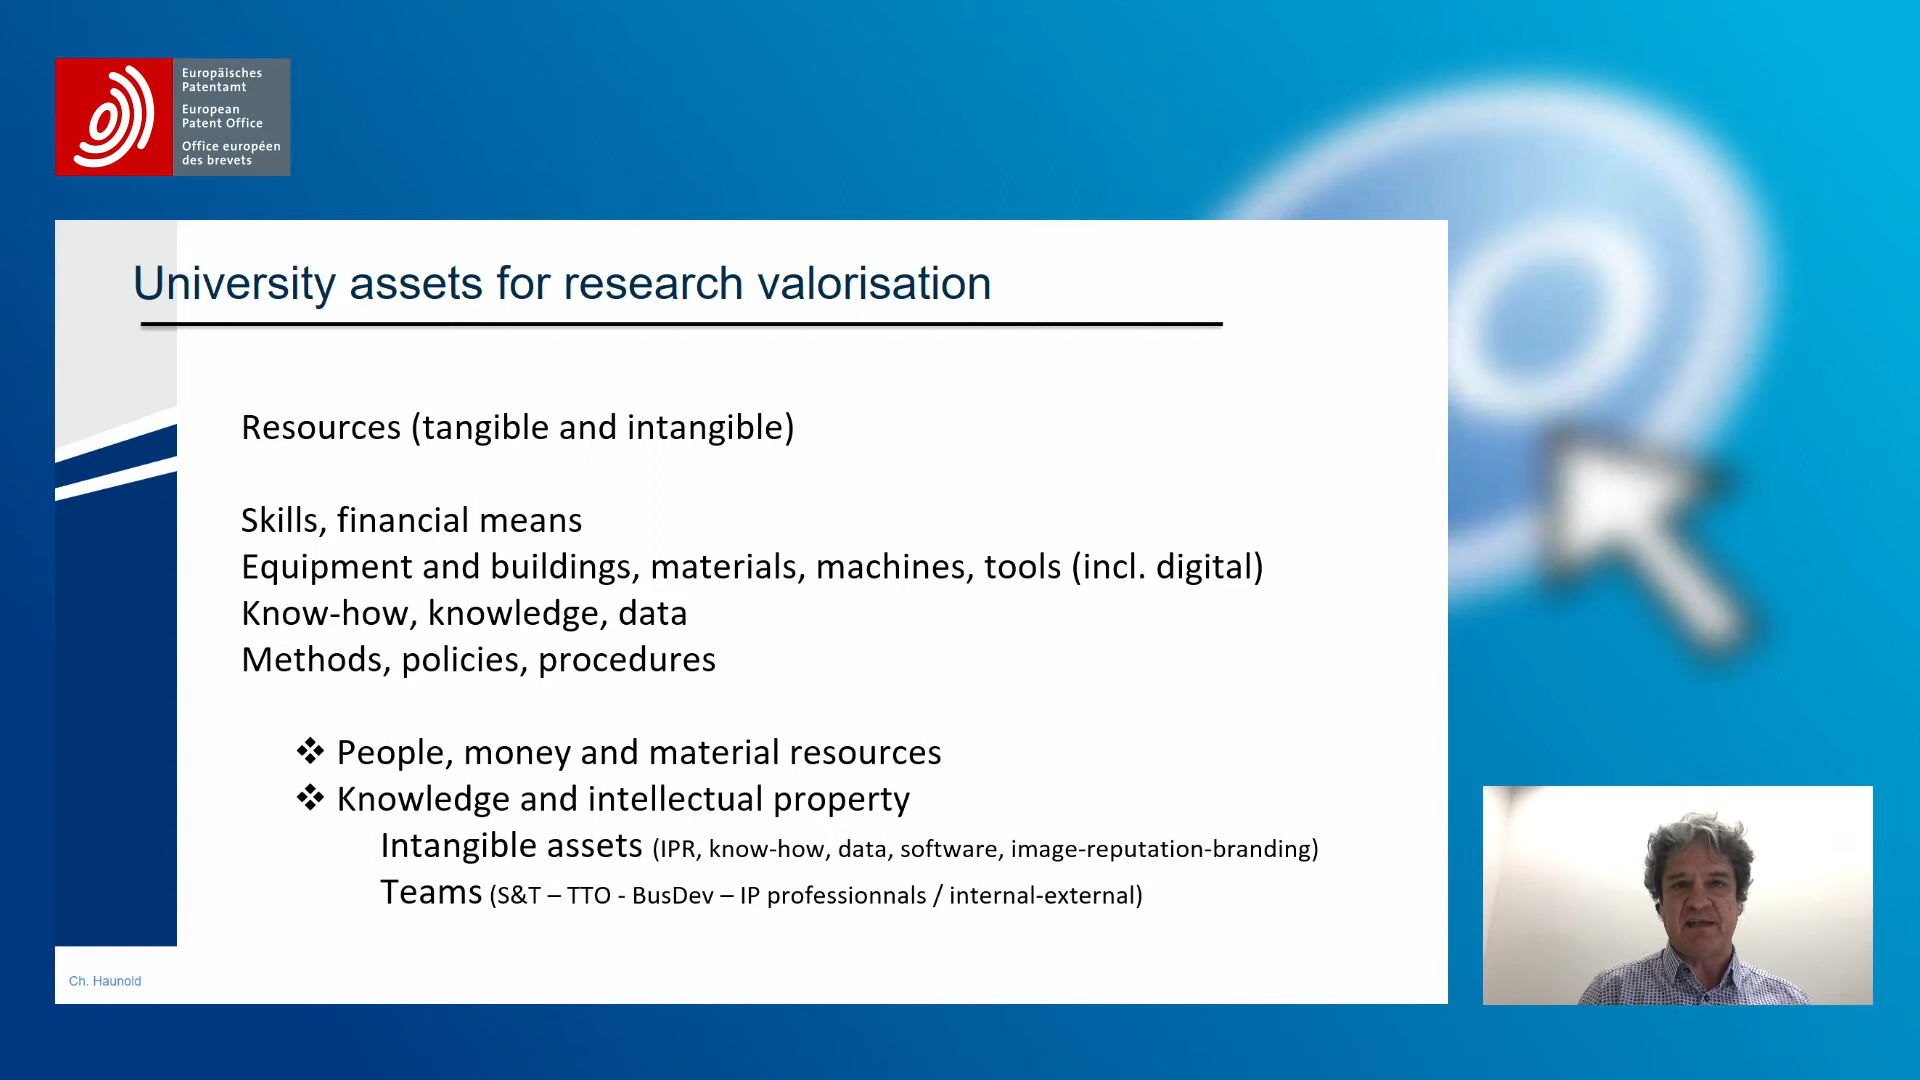 Europäisches
Patentamt
European
Patent Office
Office européen
des brevets
University assets for research valorisation
Resources (tangible and intangible)
Skills, financial means
Equipment and buildings, materials, machines, tools (incl. digital)
Know-how, knowledge, data
Methods, policies, procedures
❖ People, money and material resources
❖ Knowledge and intellectual property
Intangible assets (IPR, know-how, data, software, image-reputation-branding)
Teams (S&T – TTO - BusDev – IP professionnals / internal-external)
Ch. Haunold